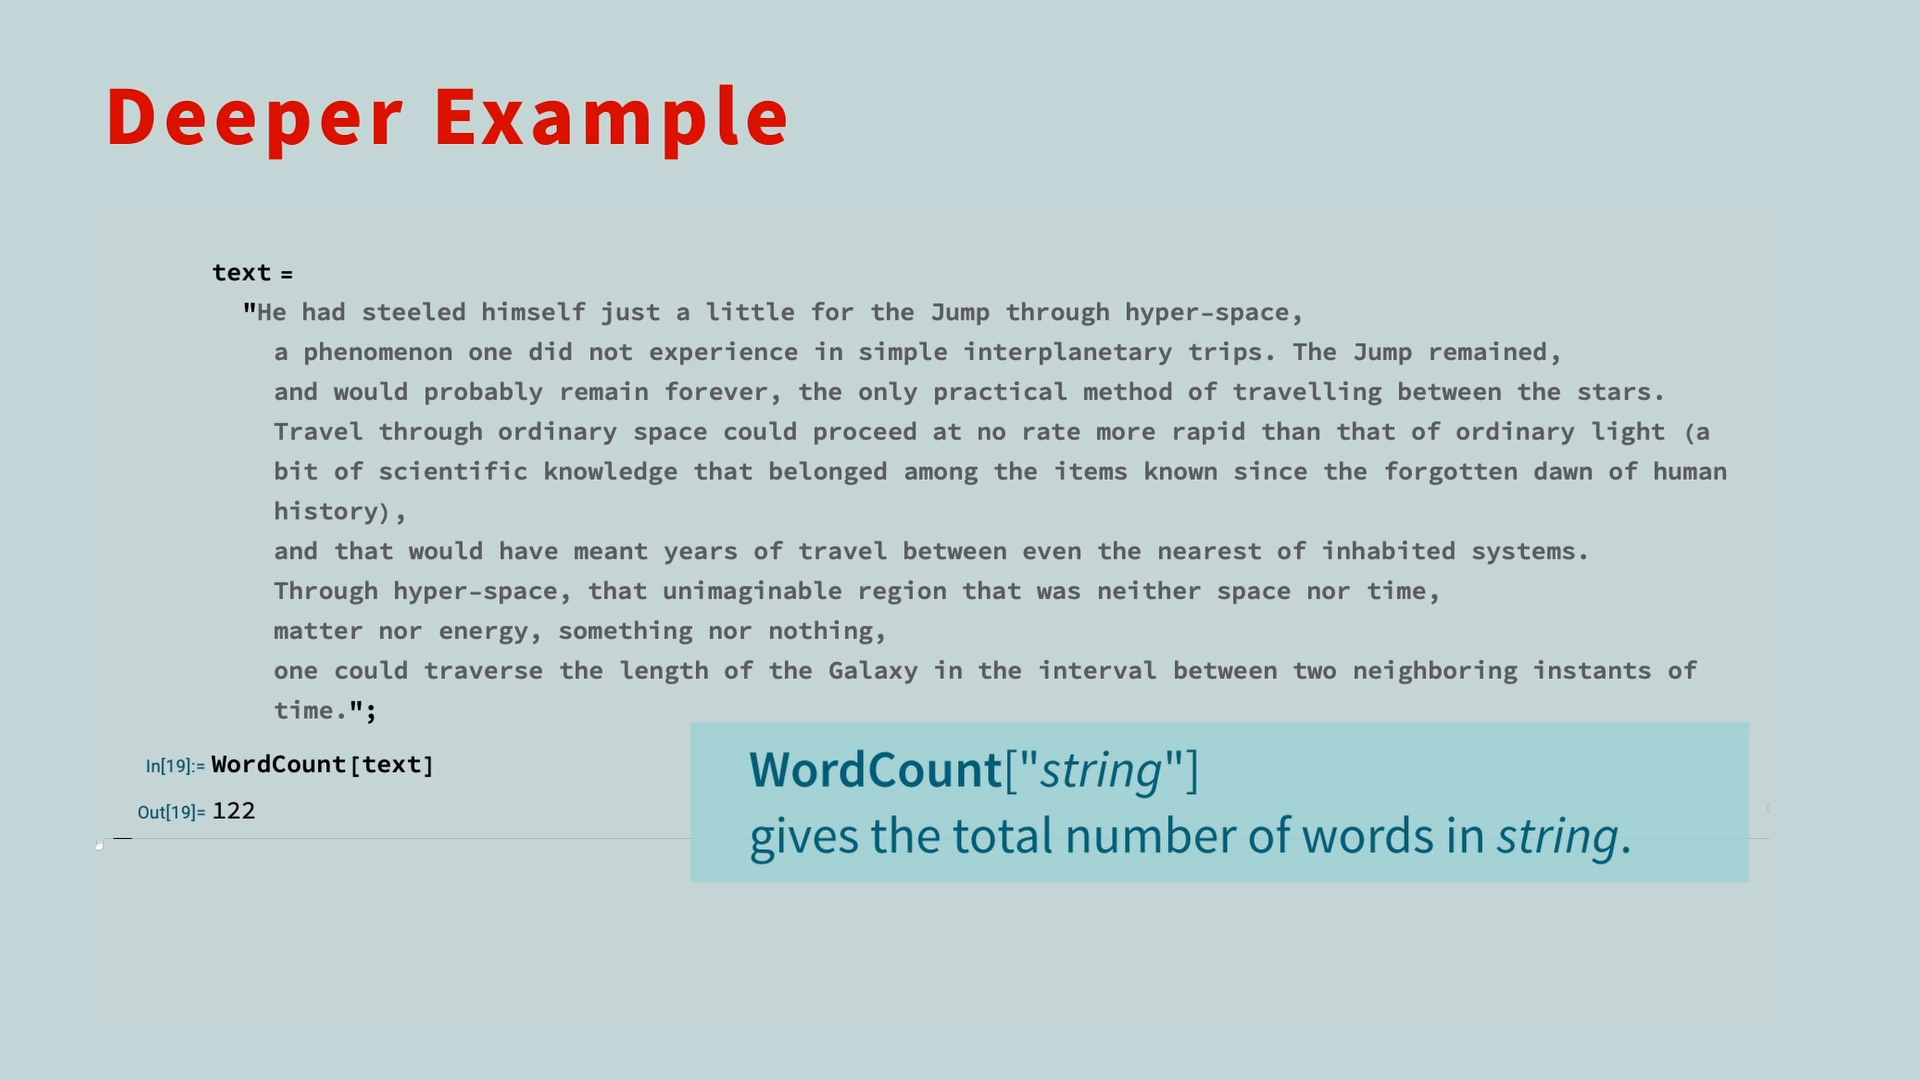 Deeper Example
text =
"He had steeled himself just a little for the Jump through hyper-space,
a phenomenon one did not experience in simple interplanetary trips. The Jump remained,
and would probably remain forever, the only practical method of travelling between the stars.
Travel through ordinary space could proceed at no rate more rapid than that of ordinary light (a
bit of scientific knowledge that belonged among the items known since the forgotten dawn of human
history),
and that would have meant years of travel between even the nearest of inhabited systems.
Through hyper-space, that unimaginable region that was neither space nor time,
matter nor energy, something nor nothing,
one could traverse the length of the Galaxy in the interval between two neighboring instants of
time.";
In[19]:= WordCount[text]
Out[19]= 122
WordCount["string"]
gives the total number of words in string.